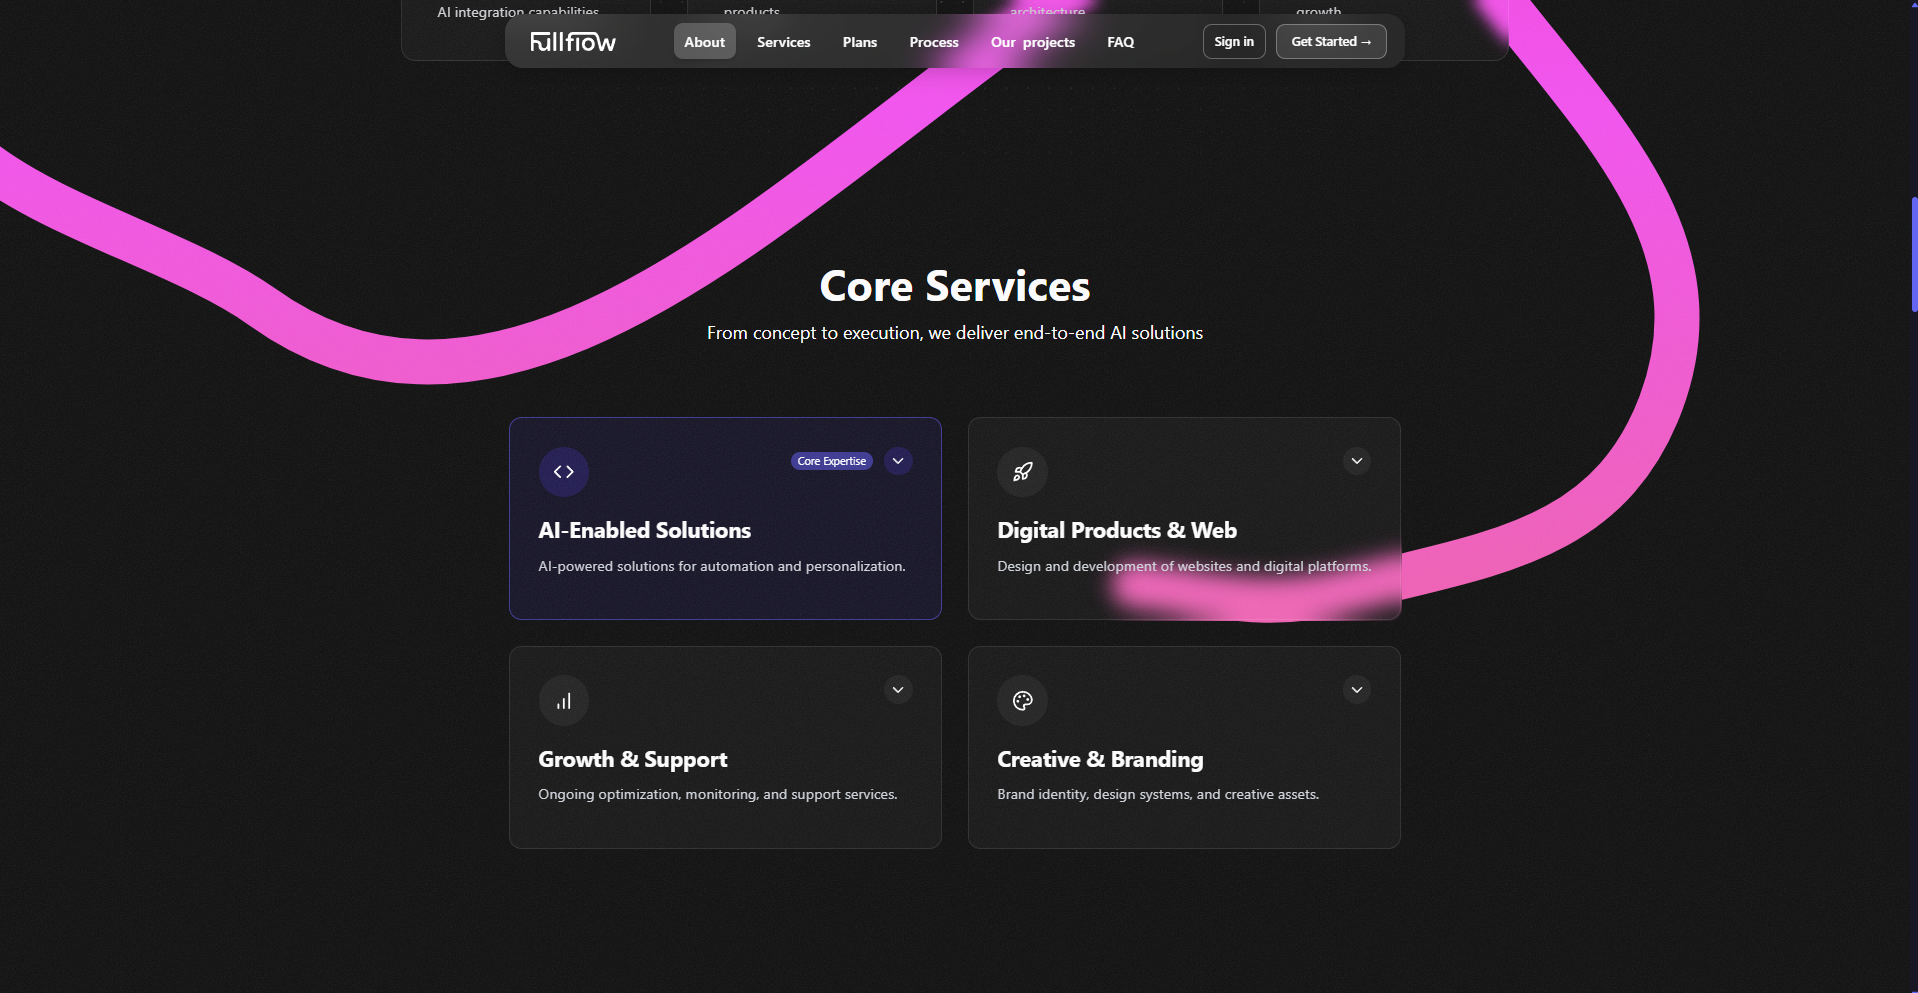 AI integration capabilities
products
architecture
growth
Fullflow
About
Services
Plans
Process
Our projects
FAQ
Sign in
Get Started →
Core Services
From concept to execution, we deliver end-to-end AI solutions
Core Expertise
AI-Enabled Solutions
AI-powered solutions for automation and personalization.
Digital Products & Web
Design and development of websites and digital platforms.
Growth & Support
Ongoing optimization, monitoring, and support services.
Creative & Branding
Brand identity, design systems, and creative assets.